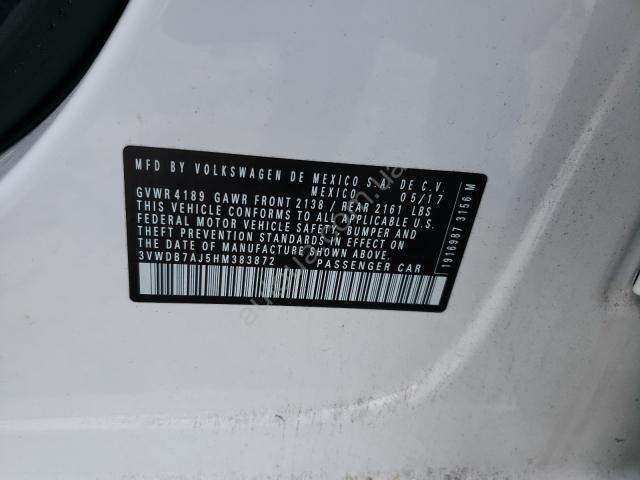 MFD BY VOLKSWAGEN DE MEXICO S.A. DE C.V.
MEXICO 05/17
GVWR 4189 GAWR FRONT 2138 / REAR 2161 LBS
THIS VEHICLE CONFORMS TO ALL APPLICABLE U.S.
FEDERAL MOTOR VEHICLE SAFETY, BUMPER AND
THEFT PREVENTION STANDARDS IN EFFECT
ON THE DATE OF MANUFACTURE SHOWN ABOVE.
3VWDB7AJ5HM383872 PASSENGER CAR
1916987 3156 M